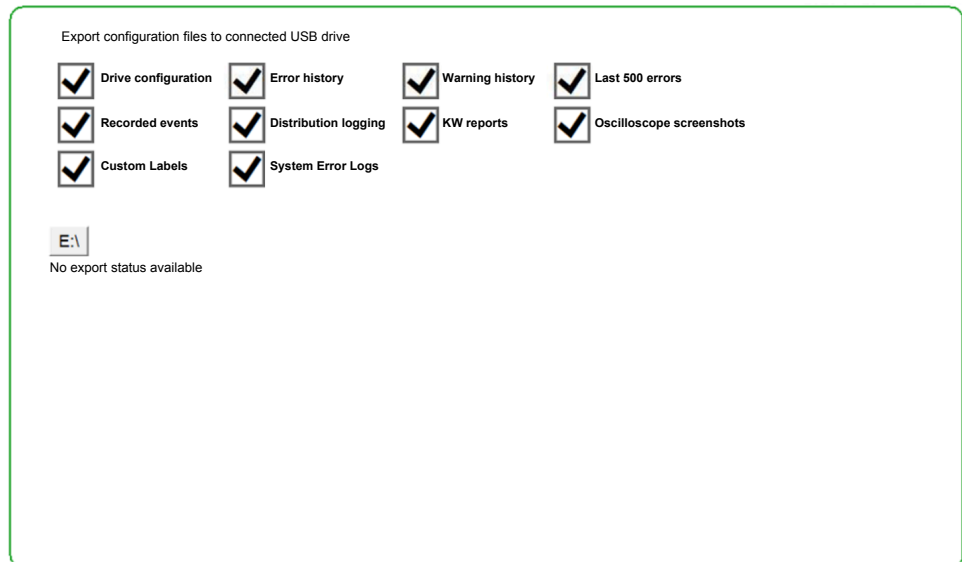 Export configuration files to connected USB drive
Drive configuration Error history Warning history Last 500 errors
Recorded events Distribution logging KW reports Oscilloscope screenshots
Custom Labels System Error Logs
E:\
No export status available